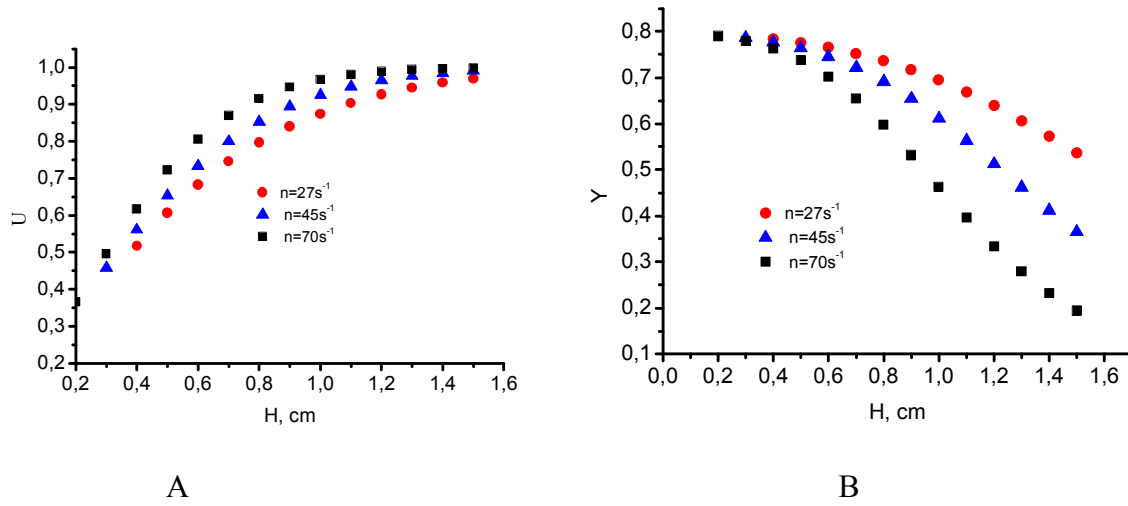 1,0
0,9
0,8
0,7
0,6
0,5
0,4
0,3
0,2
U
0,2 0,4 0,6 0,8 1,0 1,2 1,4 1,6
H, cm
n=27s-1
n=45s-1
n=70s-1
A
0,8
0,7
0,6
0,5
0,4
0,3
0,2
0,1
Y
0,0 0,2 0,4 0,6 0,8 1,0 1,2 1,4 1,6
H, cm
n=27s-1
n=45s-1
n=70s-1
B